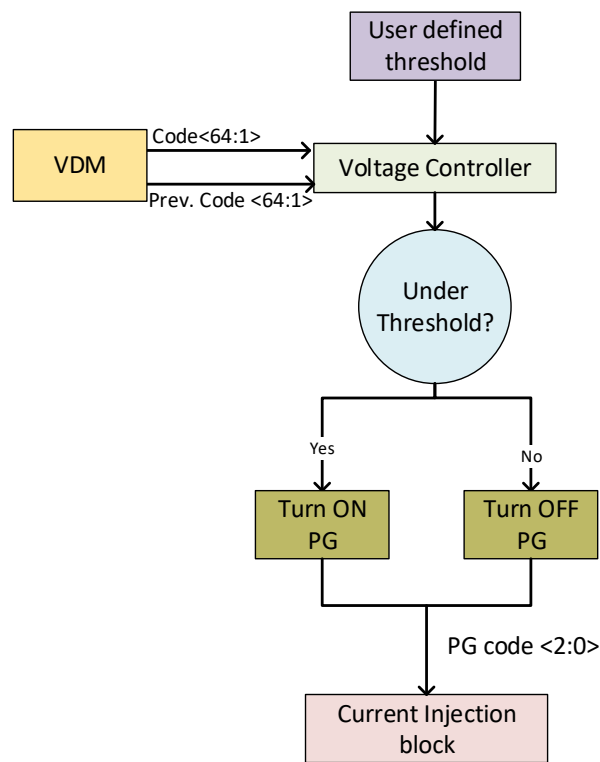 User defined
threshold
Code<64:1>
VDM
Voltage Controller
Prev. Code <64:1>
Under
Threshold?
Yes
No
Turn ON
PG
Turn OFF
PG
PG code <2:0>
Current Injection
block